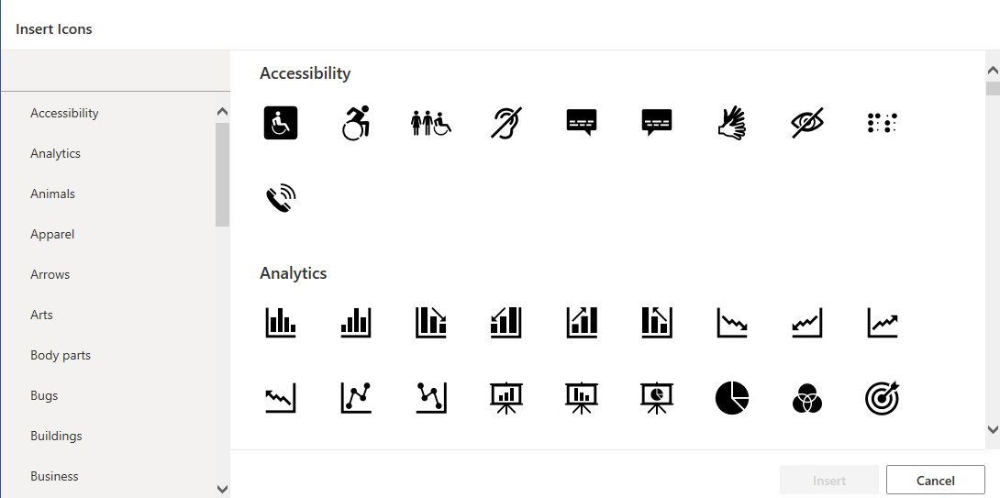 Insert Icons
Accessibility
Analytics
Animals
Apparel
Arrows
Arts
Body parts
Bugs
Buildings
Business
Accessibility
Analytics
Insert
Cancel